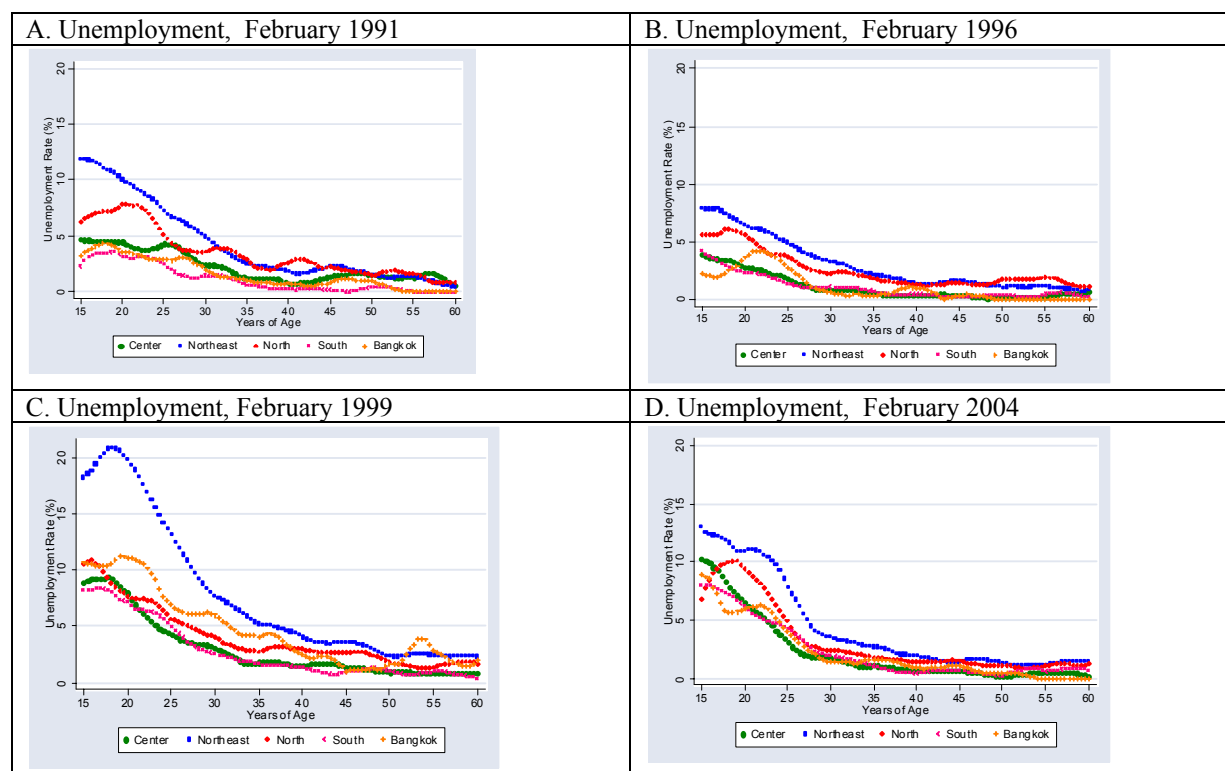 A. Unemployment, February 1991
Unemployment Rate (%)
20
15
10
5
0
15 20 25 30 35 40 45 50 55 60
Years of Age
Center Northeast North South Bangkok
B. Unemployment, February 1996
Unemployment Rate (%)
20
15
10
5
0
15 20 25 30 35 40 45 50 55 60
Years of Age
Center Northeast North South Bangkok
C. Unemployment, February 1999
Unemployment Rate (%)
20
15
10
5
0
15 20 25 30 35 40 45 50 55 60
Years of Age
Center Northeast North South Bangkok
D. Unemployment, February 2004
Unemployment Rate (%)
20
15
10
5
0
15 20 25 30 35 40 45 50 55 60
Years of Age
Center Northeast North South Bangkok